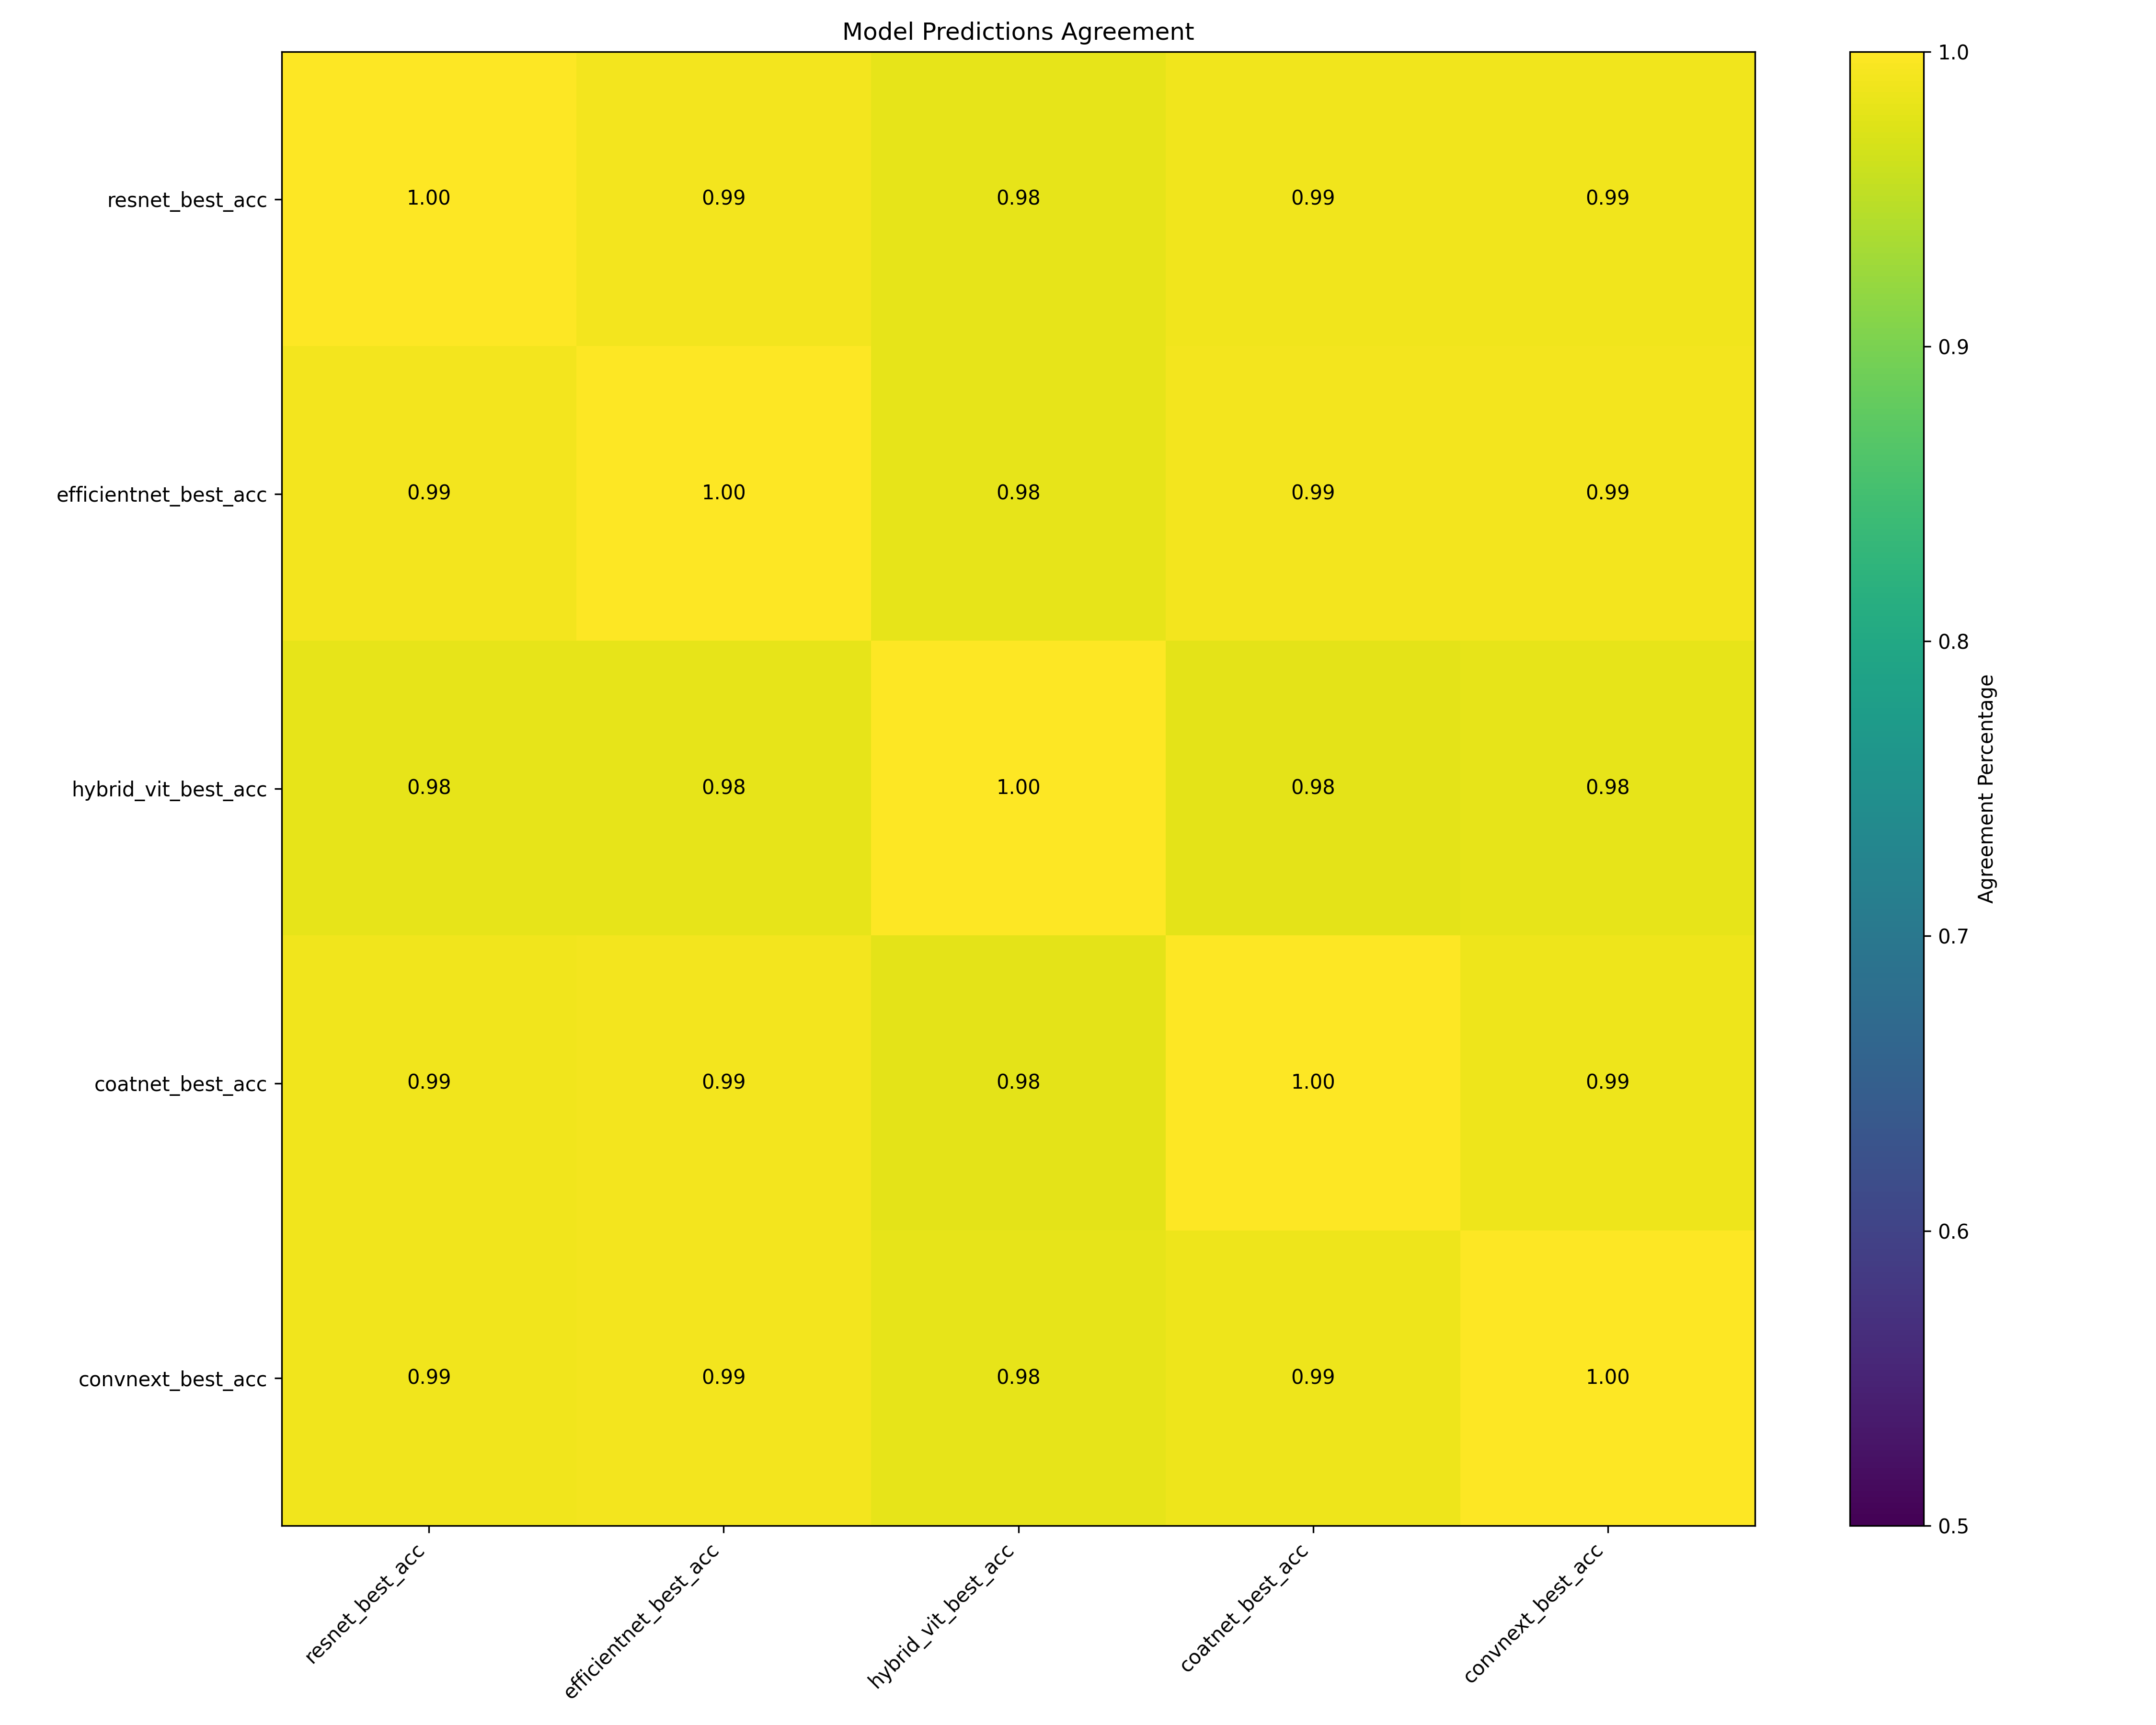 Model Predictions Agreement
resnet_best_acc
1.00 0.99 0.98 0.99 0.99
efficientnet_best_acc
0.99 1.00 0.98 0.99 0.99
hybrid_vit_best_acc
0.98 0.98 1.00 0.98 0.98
coatnet_best_acc
0.99 0.99 0.98 1.00 0.99
convnext_best_acc
0.99 0.99 0.98 0.99 1.00
resnet_best_acc
efficientnet_best_acc
hybrid_vit_best_acc
coatnet_best_acc
convnext_best_acc
1.0
0.9
0.8
0.7
0.6
0.5
Agreement Percentage